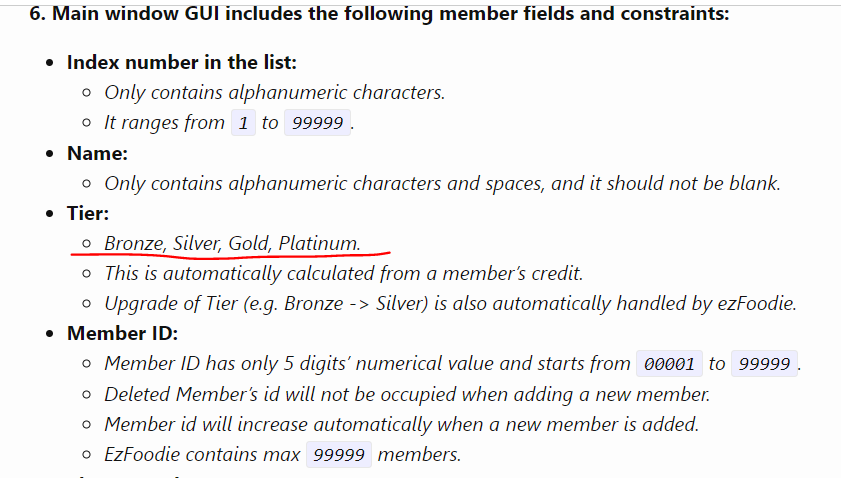 6. Main window GUI includes the following member fields and constraints:
• Index number in the list:
○ Only contains alphanumeric characters.
○ It ranges from 1 to 99999.
• Name:
○ Only contains alphanumeric characters and spaces, and it should not be blank.
• Tier:
○ Bronze, Silver, Gold, Platinum.
○ This is automatically calculated from a member’s credit.
○ Upgrade of Tier (e.g. Bronze -> Silver) is also automatically handled by ezFoodie.
• Member ID:
○ Member ID has only 5 digits’ numerical value and starts from 00001 to 99999.
○ Deleted Member’s id will not be occupied when adding a new member.
○ Member id will increase automatically when a new member is added.
○ EzFoodie contains max 99999 members.